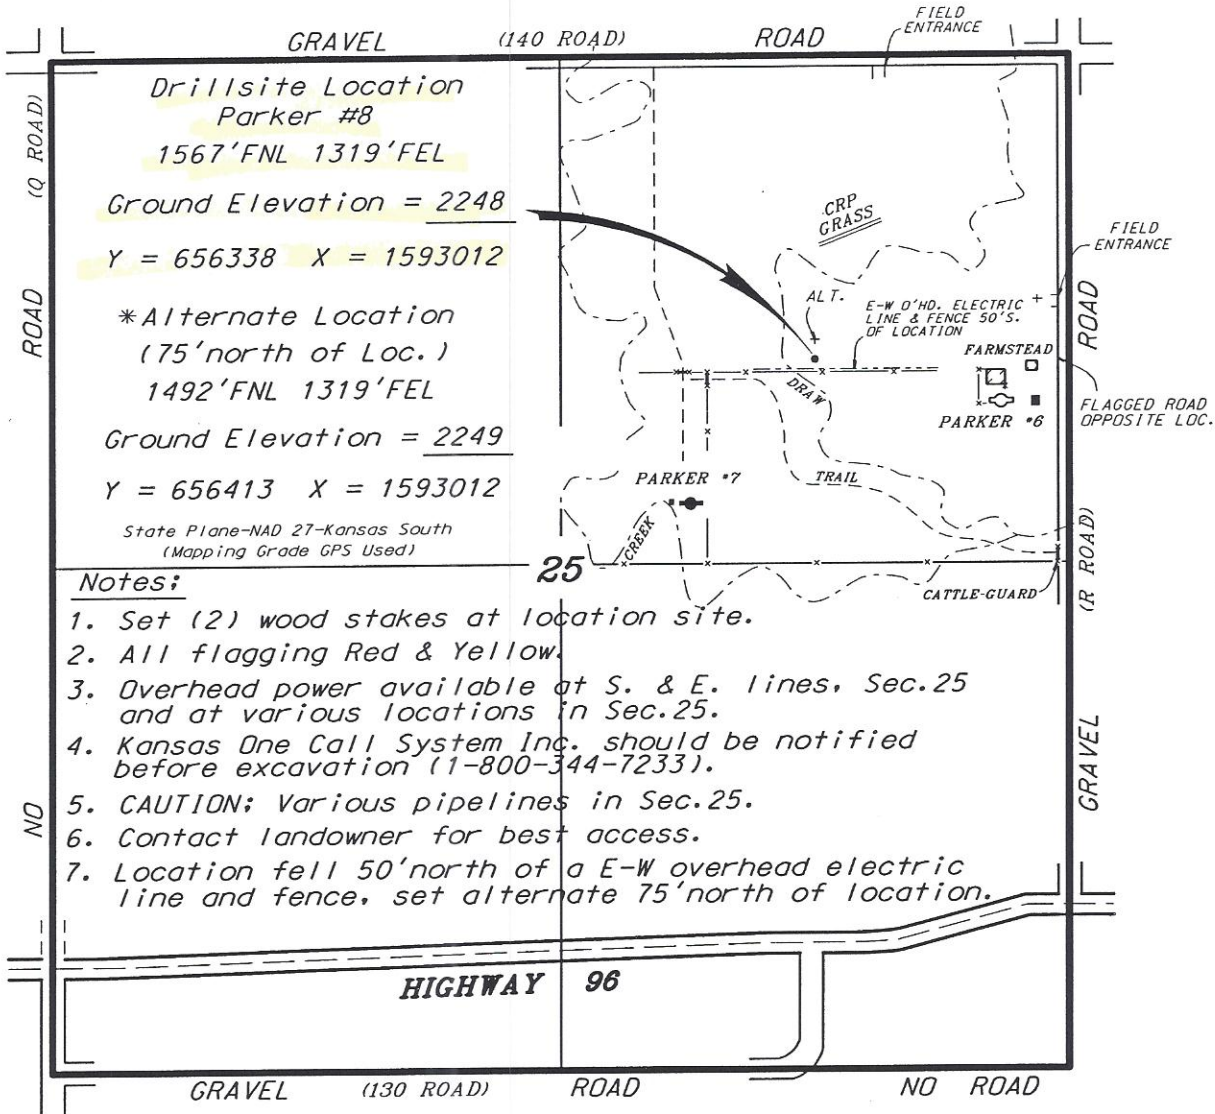 GRAVEL (140 ROAD) ROAD
FIELD
ENTRANCE
(Q ROAD)
ROAD
NO
Drillsite Location
Parker #8
1567'FNL 1319'FEL
Ground Elevation = 2248
Y = 656338 X = 1593012
*Alternate Location
(75'north of Loc.)
1492'FNL 1319'FEL
Ground Elevation = 2249
Y = 656413 X = 1593012
State Plane-NAD 27-Kansas South
(Mapping Grade GPS Used)
CRP
GRASS
FIELD
ENTRANCE
ALT.
E-W O'HD. ELECTRIC
LINE & FENCE 50'S.
OF LOCATION
ROAD
FARMSTEAD
DRAW
PARKER #6
FLAGGED ROAD
OPPOSITE LOC.
PARKER #7
TRAIL
CREEK
25
CATTLE-GUARD
(R ROAD)
GRAVEL
Notes:
1. Set (2) wood stakes at location site.
2. All flagging Red & Yellow.
3. Overhead power available at S. & E. lines, Sec.25
and at various locations in Sec.25.
4. Kansas One Call System Inc. should be notified
before excavation (1-800-344-7233).
5. CAUTION: Various pipelines in Sec.25.
6. Contact landowner for best access.
7. Location fell 50'north of a E-W overhead electric
line and fence, set alternate 75'north of location.
HIGHWAY 96
GRAVEL (130 ROAD) ROAD NO ROAD